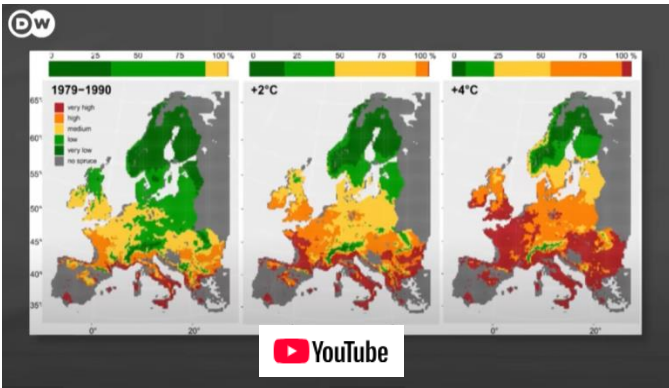 DW
0 25 50 75 100 %
0 25 50 75 100 %
0 25 50 75 100 %
1979–1990
+2°C
+4°C
very high
high
medium
low
very low
no spruce
65°
60°
55°
50°
45°
40°
35°
0° 20°
0° 20°
0° 20°
YouTube